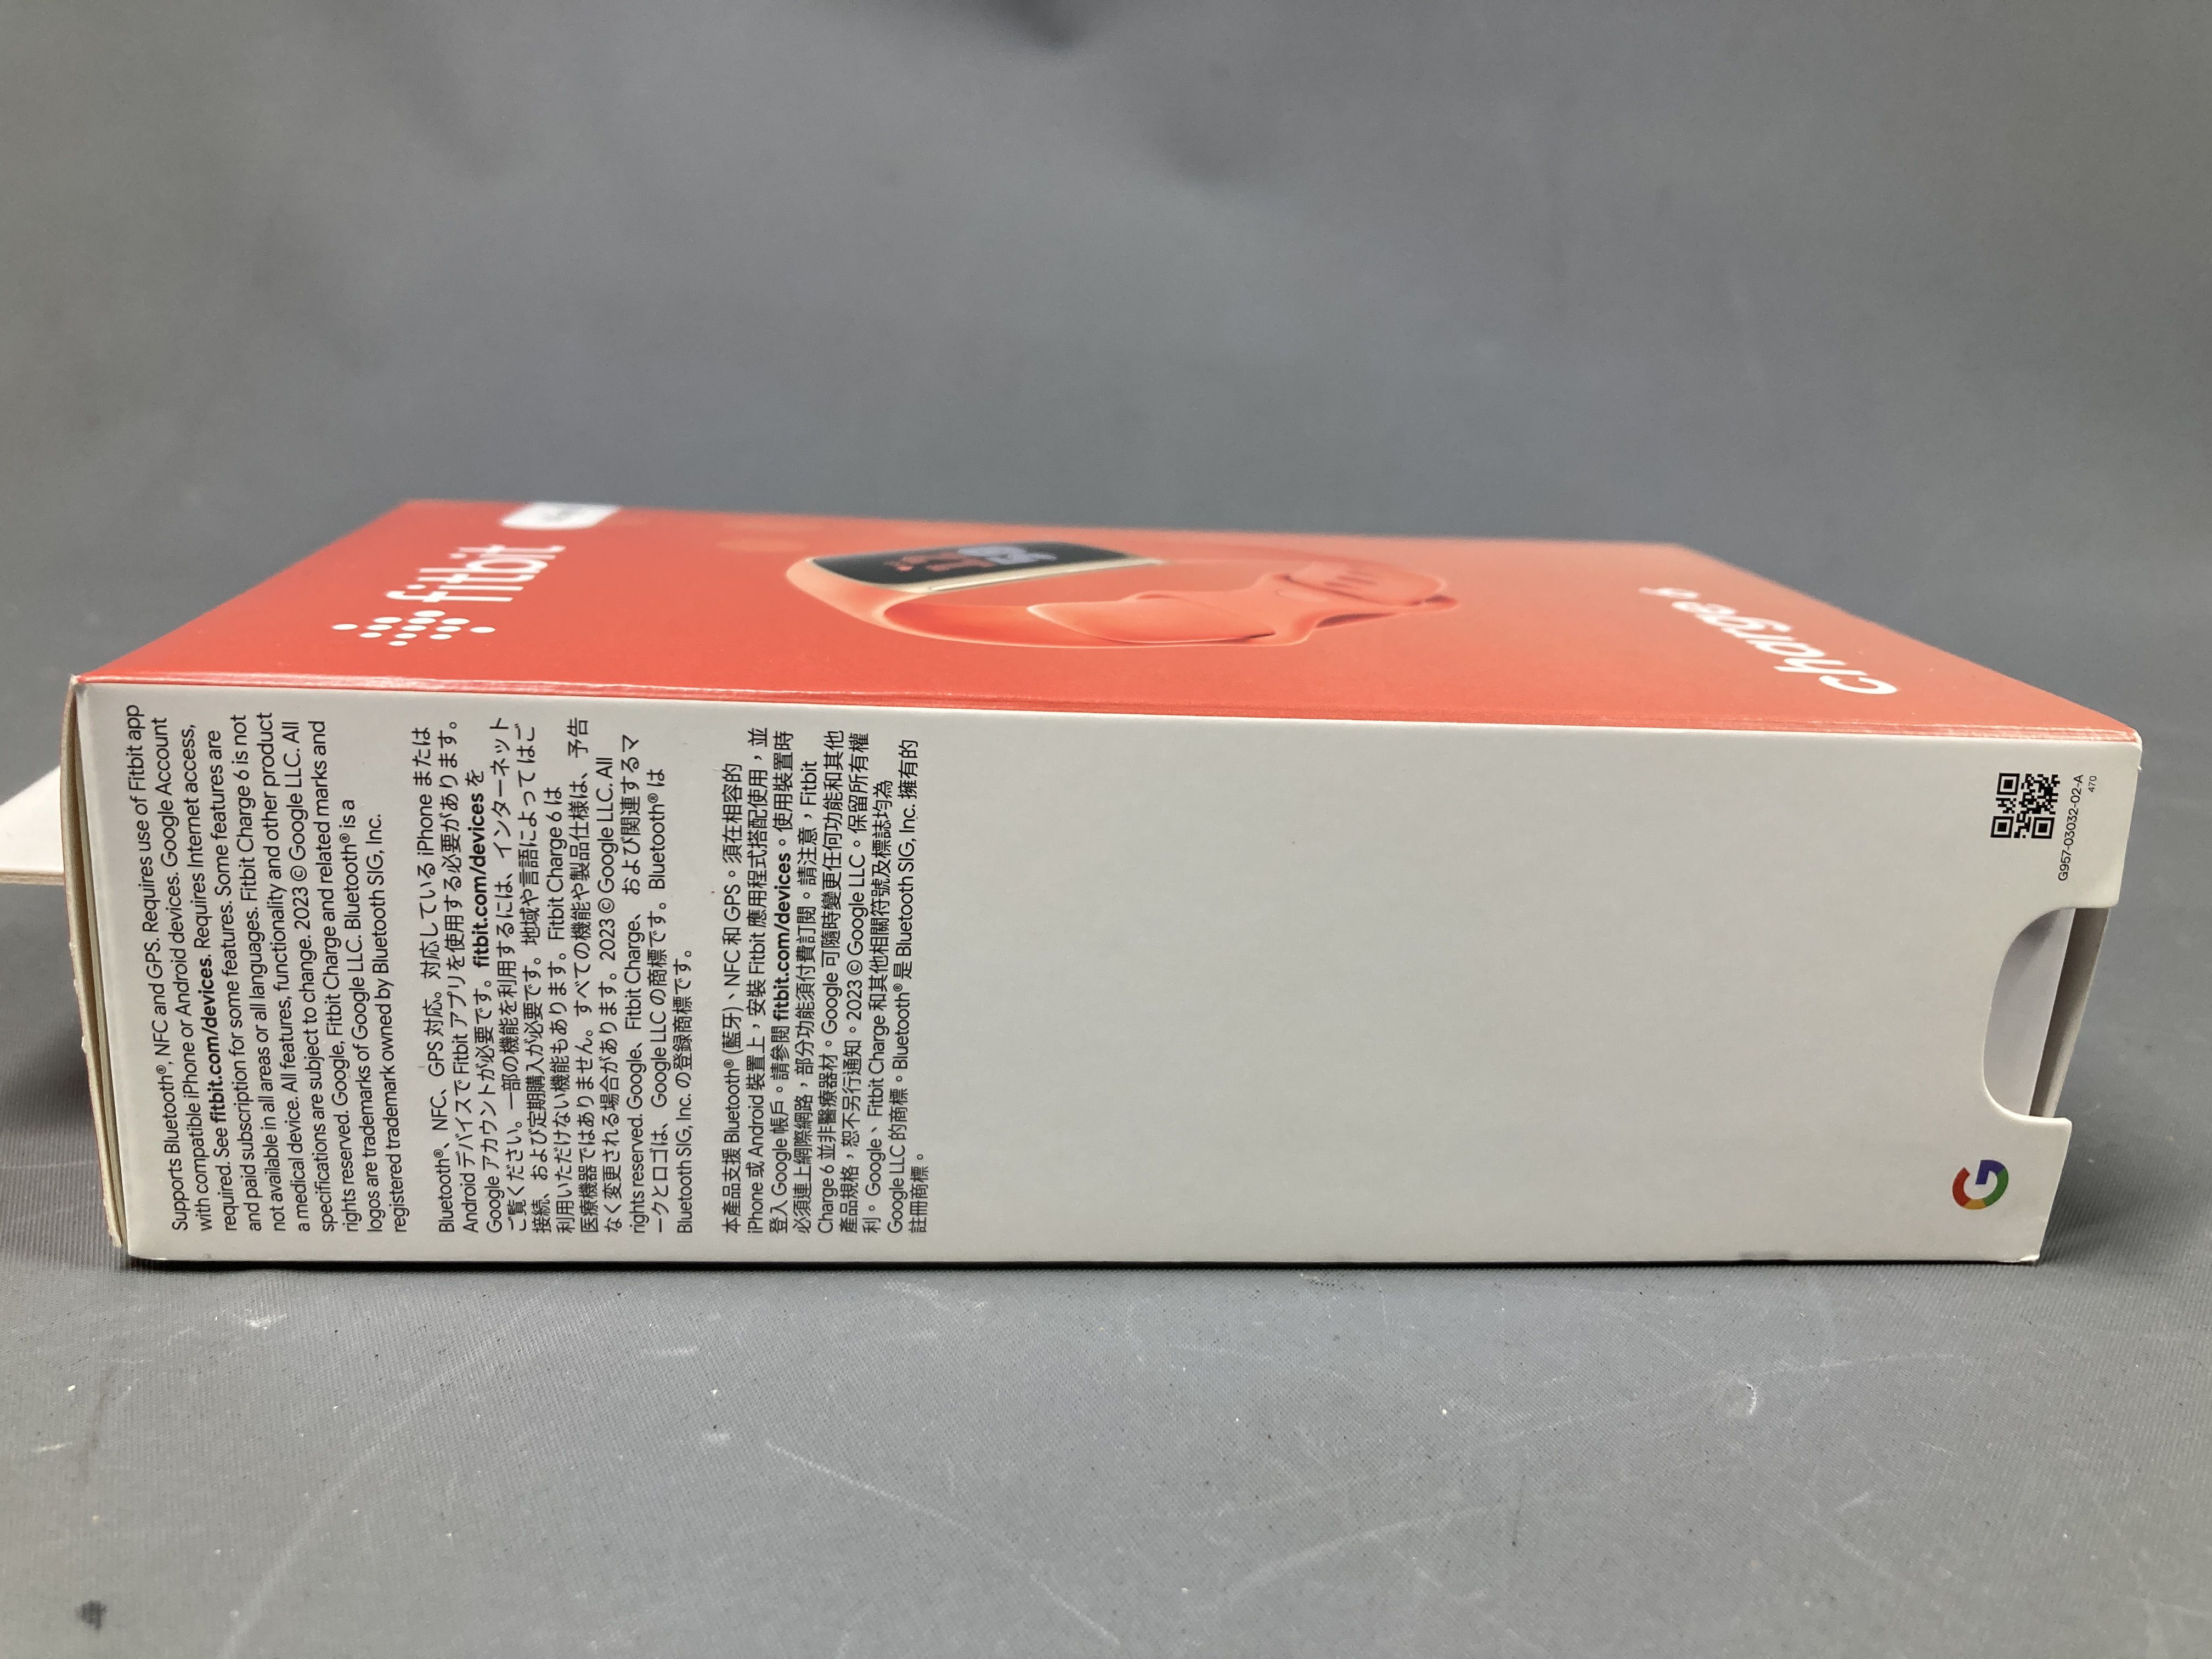 fitbit
charge 6
Supports Bluetooth®, NFC and GPS. Requires use of Fitbit app
with compatible iPhone or Android devices. Google Account
required. See fitbit.com/devices. Requires Internet access,
and paid subscription for some features. Some features are
not available in all areas or all languages. Fitbit Charge 6 is not
a medical device. All features, functionality and other product
specifications are subject to change. 2023 © Google LLC. All
rights reserved. Google, Fitbit Charge and related marks and
logos are trademarks of Google LLC. Bluetooth® is a
registered trademark owned by Bluetooth SIG, Inc.
Bluetooth®、NFC、GPS 対応。対応している iPhone または
Android デバイスで Fitbit アプリを使用する必要があります。
Google アカウントが必要です。fitbit.com/devices を
ご覧ください。一部の機能を利用するには、インターネット
接続、および定期購入が必要です。地域や言語によってはご
利用いただけない機能もあります。Fitbit Charge 6 は
医療機器ではありません。すべての機能や製品仕様は、予告
なく変更される場合があります。2023 © Google LLC. All
rights reserved. Google、Fitbit Charge、および関連するマ
ークとロゴは、Google LLC の商標です。Bluetooth® は
Bluetooth SIG, Inc. の登録商標です。
本產品支援 Bluetooth® (藍牙)、NFC 和 GPS。須在相容的
iPhone 或 Android 裝置上，安裝 Fitbit 應用程式搭配使用，並
登入 Google 帳戶。請參閱 fitbit.com/devices。使用裝置時
必須連上網際網路，部分功能須付費訂閱。請注意，Fitbit
Charge 6 並非醫療器材。Google 可隨時變更任何功能和其他
產品規格，恕不另行通知。2023 © Google LLC。保留所有權
利。Google、Fitbit Charge 和其他相關符號及標誌均為
Google LLC 的商標。Bluetooth® 是 Bluetooth SIG, Inc. 擁有的
註冊商標。
G957-03032-02-A
470
G